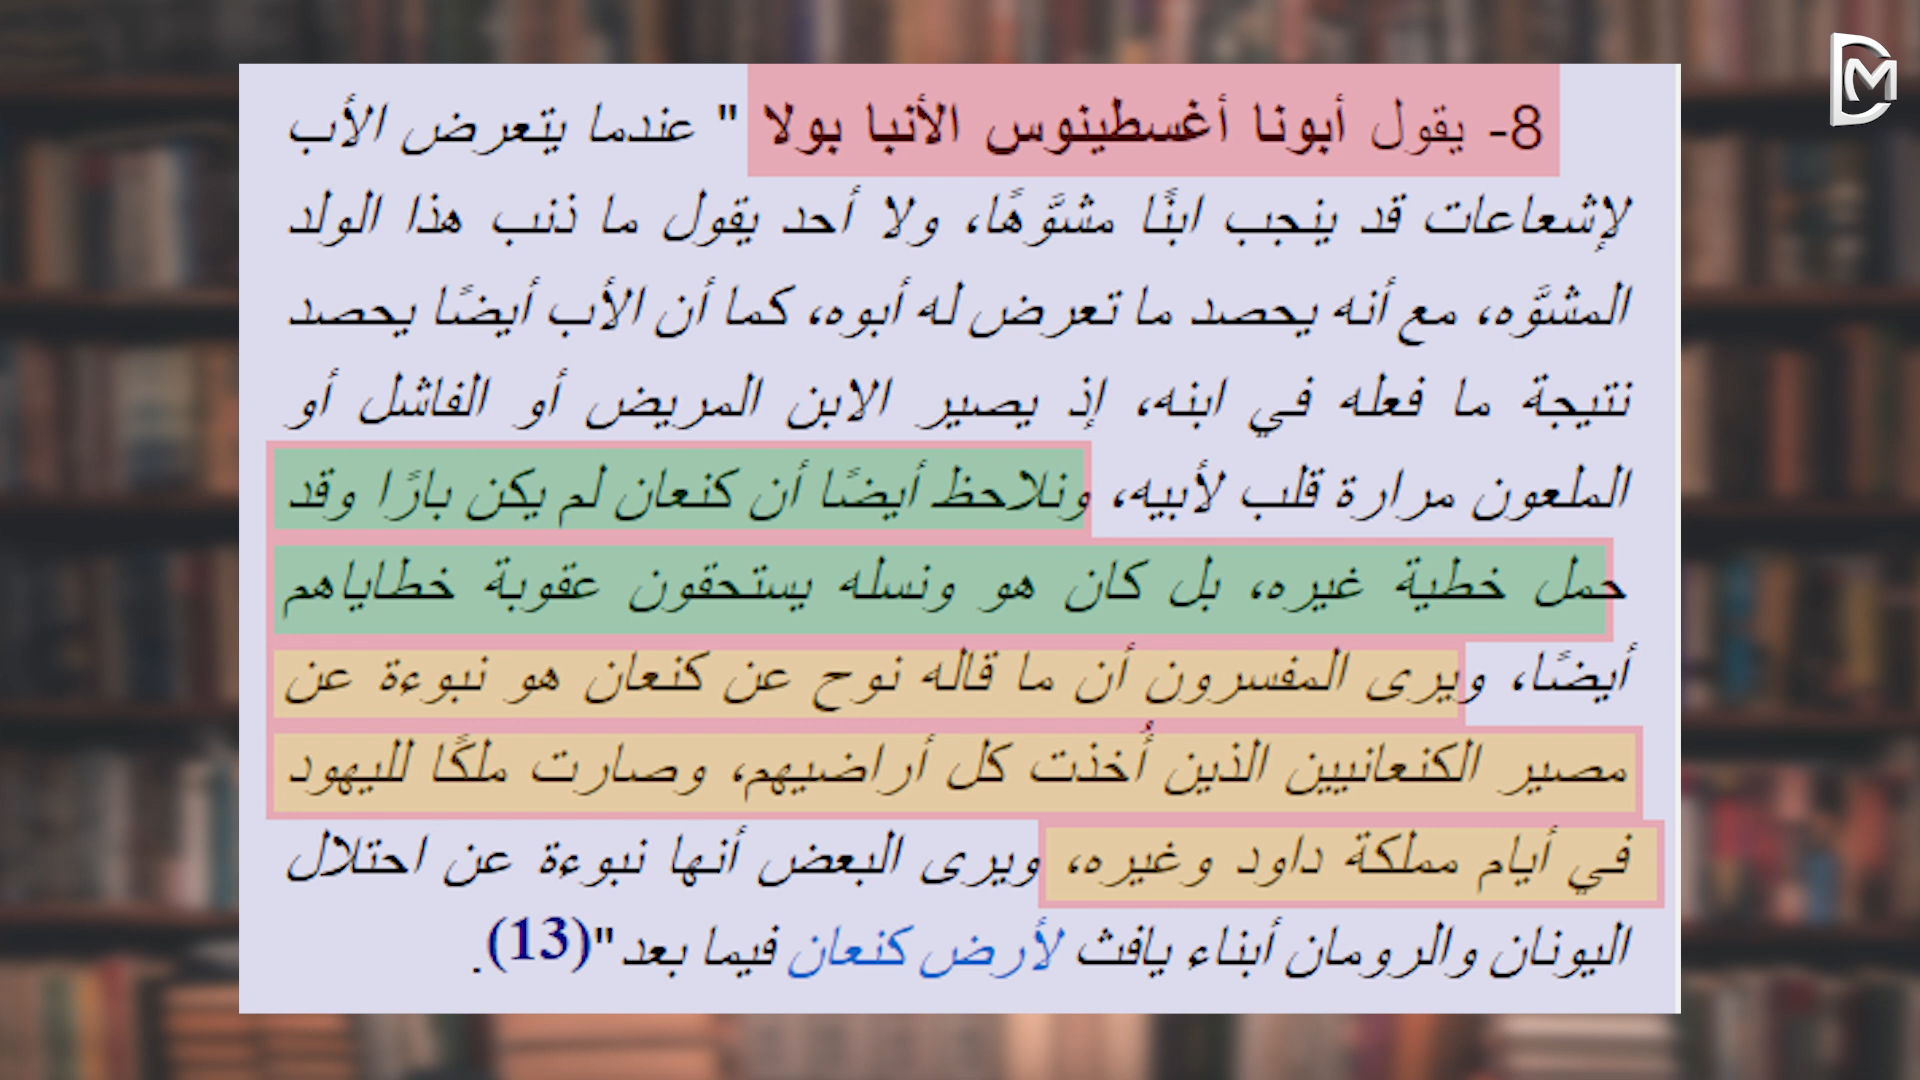 8- يقول أبونا أغسطينوس الأنبا بولا " عندما يتعرض الأب
لإشعاعات قد ينجب ابنًا مشوَّهًا، ولا أحد يقول ما ذنب هذا الولد
المشوَّه، مع أنه يحصد ما تعرض له أبوه، كما أن الأب أيضًا يحصد
نتيجة ما فعله في ابنه، إذ يصير الابن المريض أو الفاشل أو
الملعون مرارة قلب لأبيه، ونلاحظ أيضًا أن كنعان لم يكن بارًا وقد
حمل خطية غيره، بل كان هو ونسله يستحقون عقوبة خطاياهم
أيضًا، ويرى المفسرون أن ما قاله نوح عن كنعان هو نبوءة عن
مصير الكنعانيين الذين أُخذت كل أراضيهم، وصارت ملكًا لليهود
في أيام مملكة داود وغيره، ويرى البعض أنها نبوءة عن احتلال
اليونان والرومان أبناء يافث لأرض كنعان فيما بعد"(13).